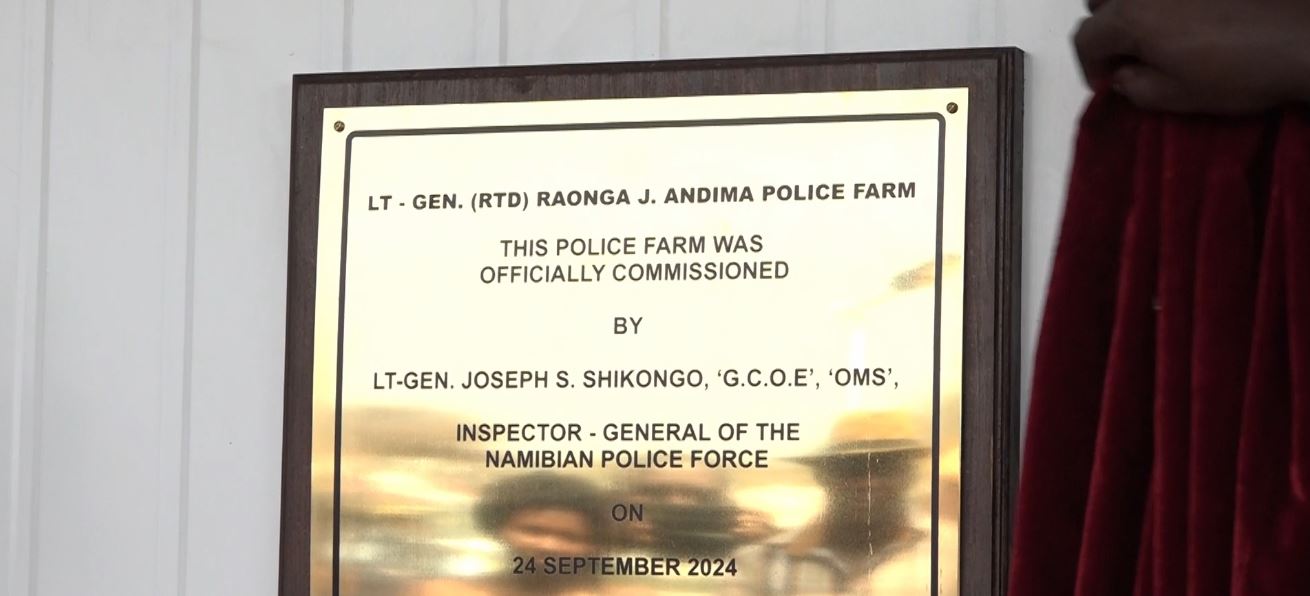 LT - GEN. (RTD) RAONGA J. ANDIMA POLICE FARM
THIS POLICE FARM WAS
OFFICIALLY COMMISSIONED
BY
LT-GEN. JOSEPH S. SHIKONGO, ‘G.C.O.E’, ‘OMS’,
INSPECTOR - GENERAL OF THE
NAMIBIAN POLICE FORCE
ON
24 SEPTEMBER 2024